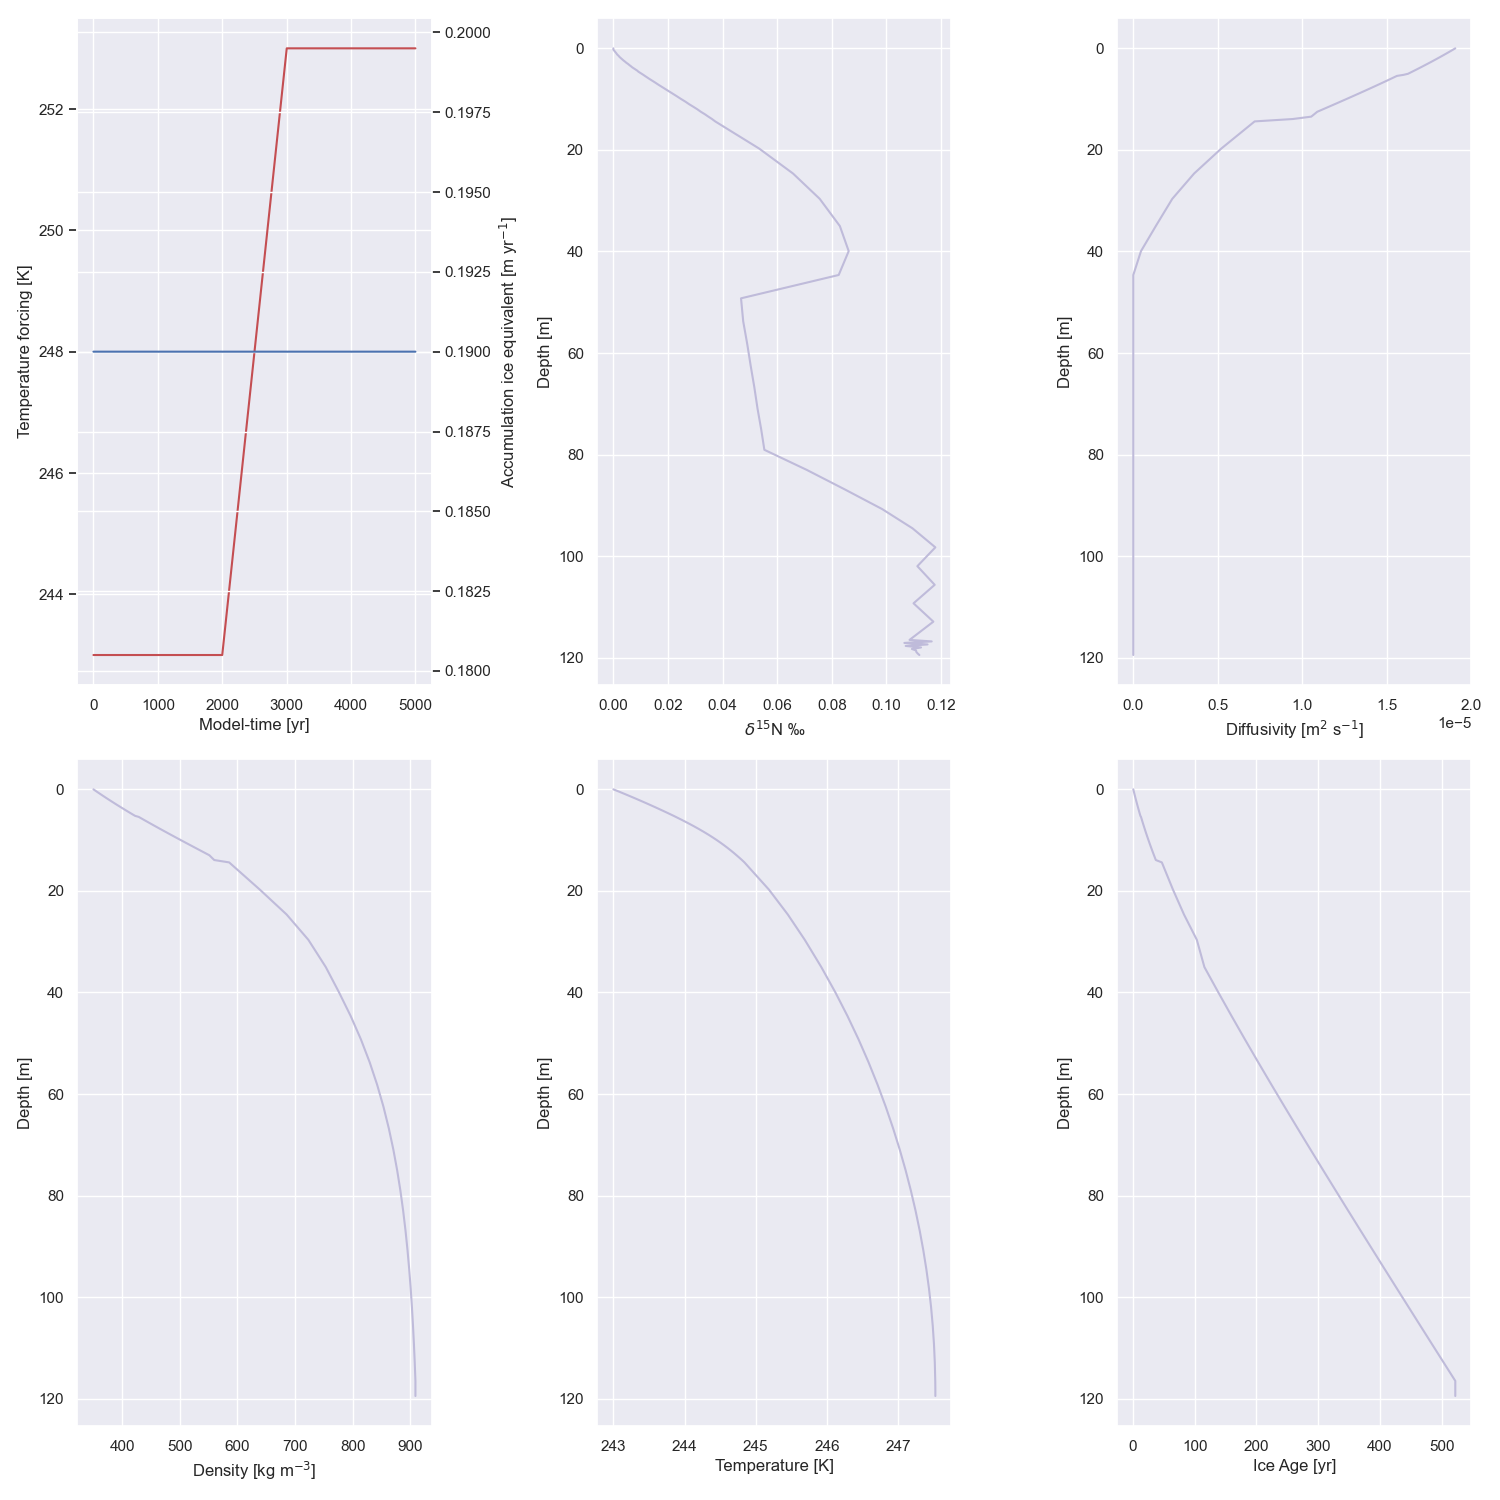 252
250
248
246
244
Temperature forcing [K]
0.2000
0.1975
0.1950
0.1925
0.1900
0.1875
0.1850
0.1825
0.1800
Accumulation ice equivalent [m yr⁻¹]
0 1000 2000 3000 4000 5000
Model-time [yr]
0
20
40
60
80
100
120
Depth [m]
0.00 0.02 0.04 0.06 0.08 0.10 0.12
δ¹⁵N ‰
0
20
40
60
80
100
120
Depth [m]
0.0 0.5 1.0 1.5 2.0
1e−5
Diffusivity [m² s⁻¹]
0
20
40
60
80
100
120
Depth [m]
400 500 600 700 800 900
Density [kg m⁻³]
0
20
40
60
80
100
120
Depth [m]
243 244 245 246 247
Temperature [K]
0
20
40
60
80
100
120
Depth [m]
0 100 200 300 400 500
Ice Age [yr]